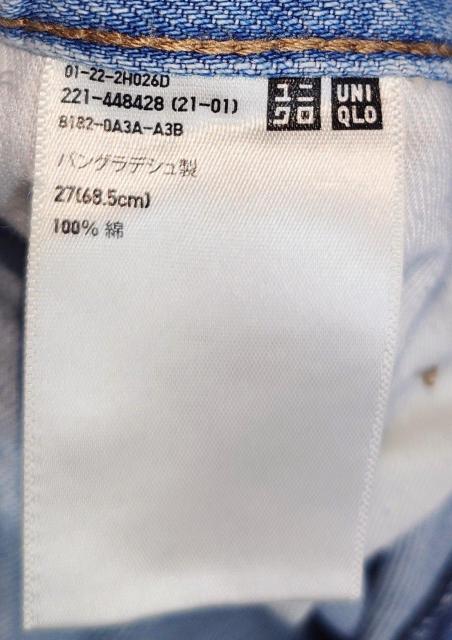 01-22-2H026D
221-448428 (21-01)
8182-0A3A-A3B
ユニ
クロ
UNI
QLO
バングラデシュ製
27(68.5cm)
100% 綿